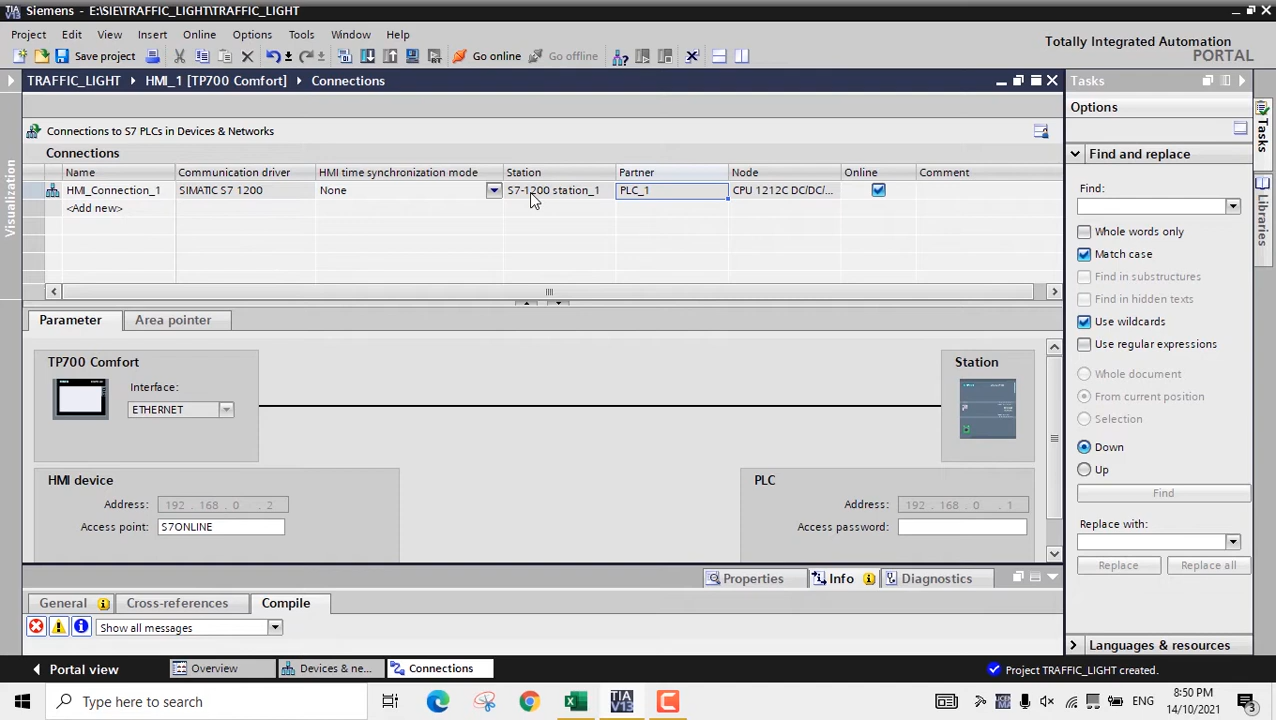 TIA
V13
Siemens - E:\SIE\TRAFFIC_LIGHT\TRAFFIC_LIGHT
Project Edit View Insert Online Options Tools Window Help
Totally Integrated Automation
PORTAL
Save project
Go online
Go offline
TRAFFIC_LIGHT
HMI_1 [TP700 Comfort]
Connections
Visualization
Connections to S7 PLCs in Devices & Networks
Connections
Name Communication driver HMI time synchronization mode Station Partner Node Online Comment
HMI_Connection_1 SIMATIC S7 1200 None S7-1200 station_1 PLC_1 CPU 1212C DC/DC/...
<Add new>
Parameter Area pointer
TP700 Comfort
Interface:
ETHERNET
Station
HMI device
Address: 192 . 168 . 0 . 2
Access point: S7ONLINE
PLC
Address: 192 . 168 . 0 . 1
Access password:
Properties Info Diagnostics
General Cross-references Compile
Show all messages
Tasks
Options
Find and replace
Find:
Whole words only
Match case
Find in substructures
Find in hidden texts
Use wildcards
Use regular expressions
Whole document
From current position
Selection
Down
Up
Find
Replace with:
Replace Replace all
Languages & resources
Tasks
Libraries
Portal view Overview Devices & ne... Connections
Project TRAFFIC_LIGHT created.
Type here to search
ENG
8:50 PM
14/10/2021
3